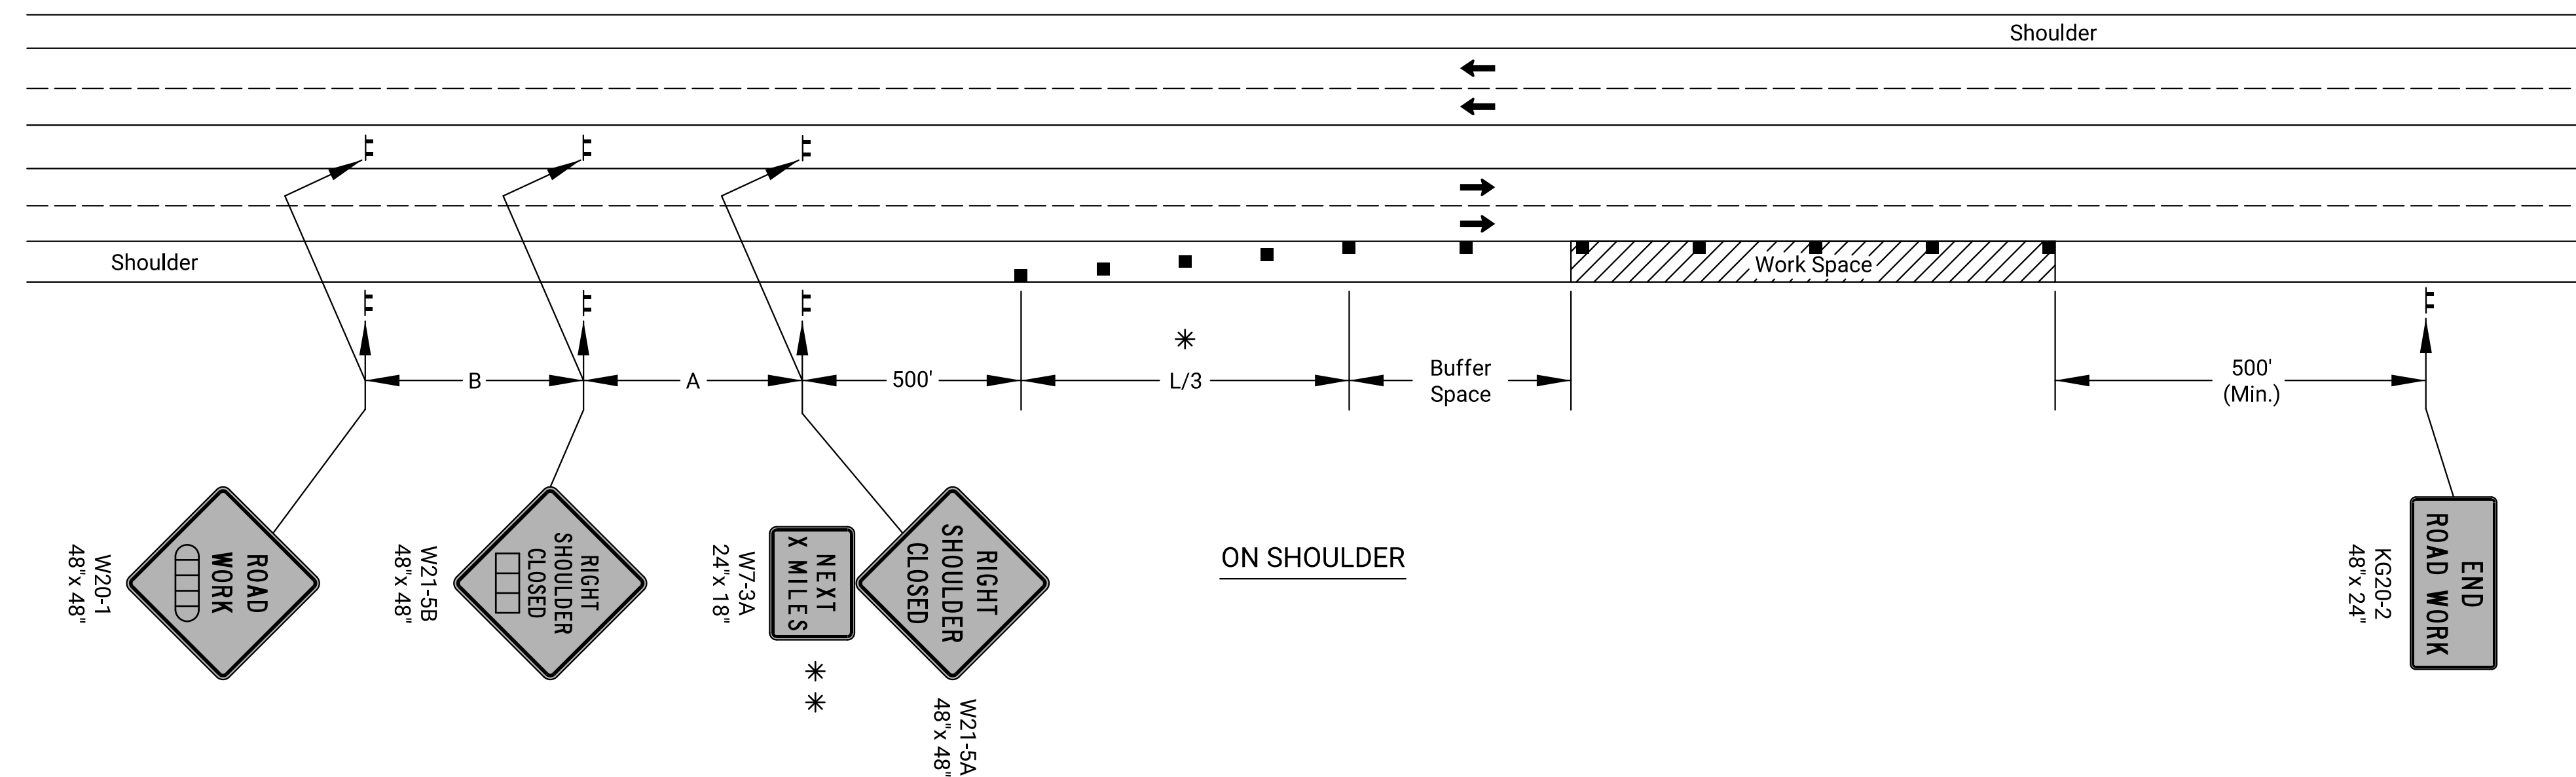 Shoulder
Shoulder
Work Space
B
A
500'
*
L/3
Buffer
Space
500'
(Min.)
ROAD
WORK
W20-1
48"x 48"
RIGHT
SHOULDER
CLOSED
W21-5B
48"x 48"
NEXT
X MILES
W7-3A
24"x 18"
*
*
RIGHT
SHOULDER
CLOSED
W21-5A
48"x 48"
ON SHOULDER
END
ROAD WORK
KG20-2
48"x 24"